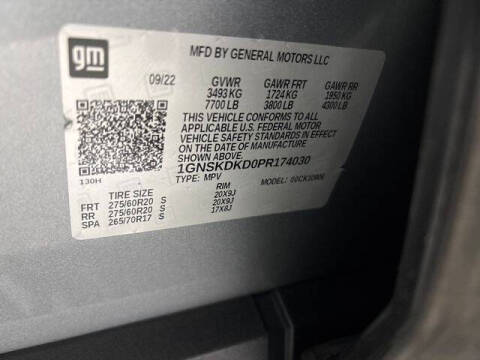 gm
MFD BY GENERAL MOTORS LLC
09/22 GVWR GAWR FRT GAWR RR
3493 KG 1724 KG 1950 KG
7700 LB 3800 LB 4300 LB
THIS VEHICLE CONFORMS TO ALL
APPLICABLE U.S. FEDERAL MOTOR
VEHICLE SAFETY STANDARDS IN EFFECT
ON THE DATE OF MANUFACTURE
SHOWN ABOVE
1GNSKDKD0PR174030
130H TYPE: MPV MODEL:
TIRE SIZE RIM
FRT 275/60R20 S 20X9J
RR 275/60R20 S 20X9J
SPA 265/70R17 S 17X8J